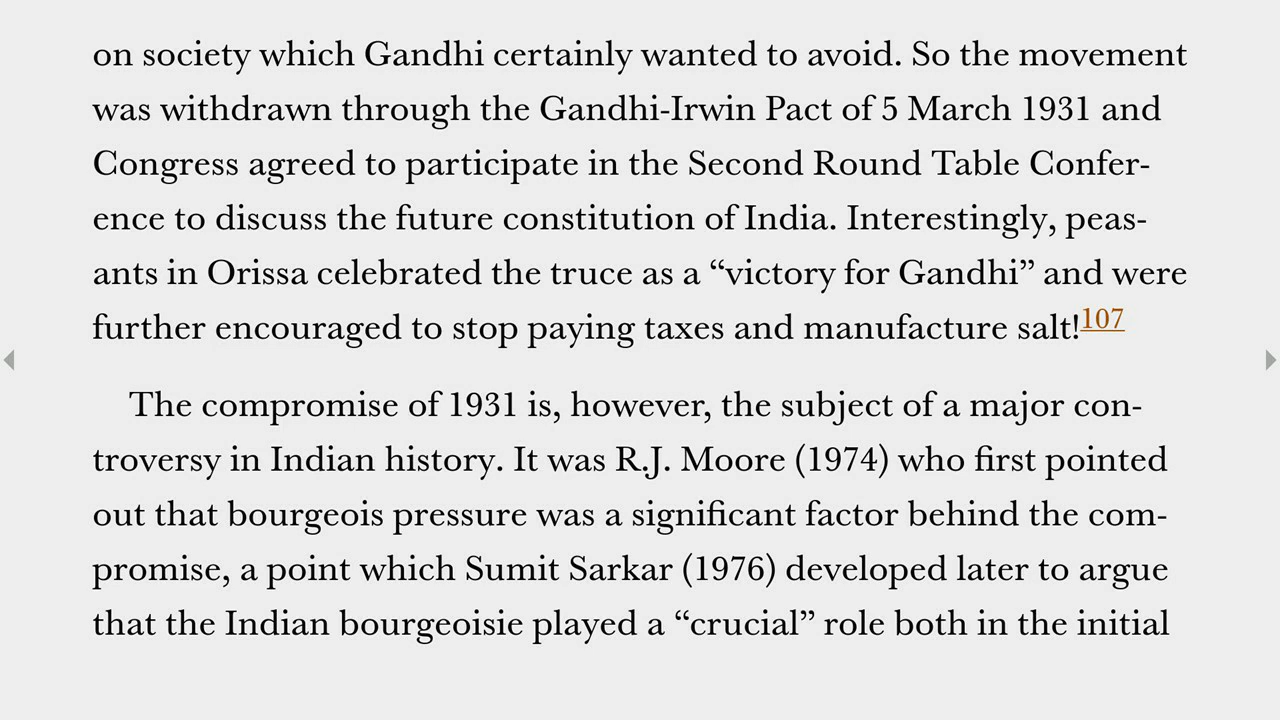 on society which Gandhi certainly wanted to avoid. So the movement
was withdrawn through the Gandhi-Irwin Pact of 5 March 1931 and
Congress agreed to participate in the Second Round Table Confer-
ence to discuss the future constitution of India. Interestingly, peas-
ants in Orissa celebrated the truce as a “victory for Gandhi” and were
further encouraged to stop paying taxes and manufacture salt!107
The compromise of 1931 is, however, the subject of a major con-
troversy in Indian history. It was R.J. Moore (1974) who first pointed
out that bourgeois pressure was a significant factor behind the com-
promise, a point which Sumit Sarkar (1976) developed later to argue
that the Indian bourgeoisie played a “crucial” role both in the initial